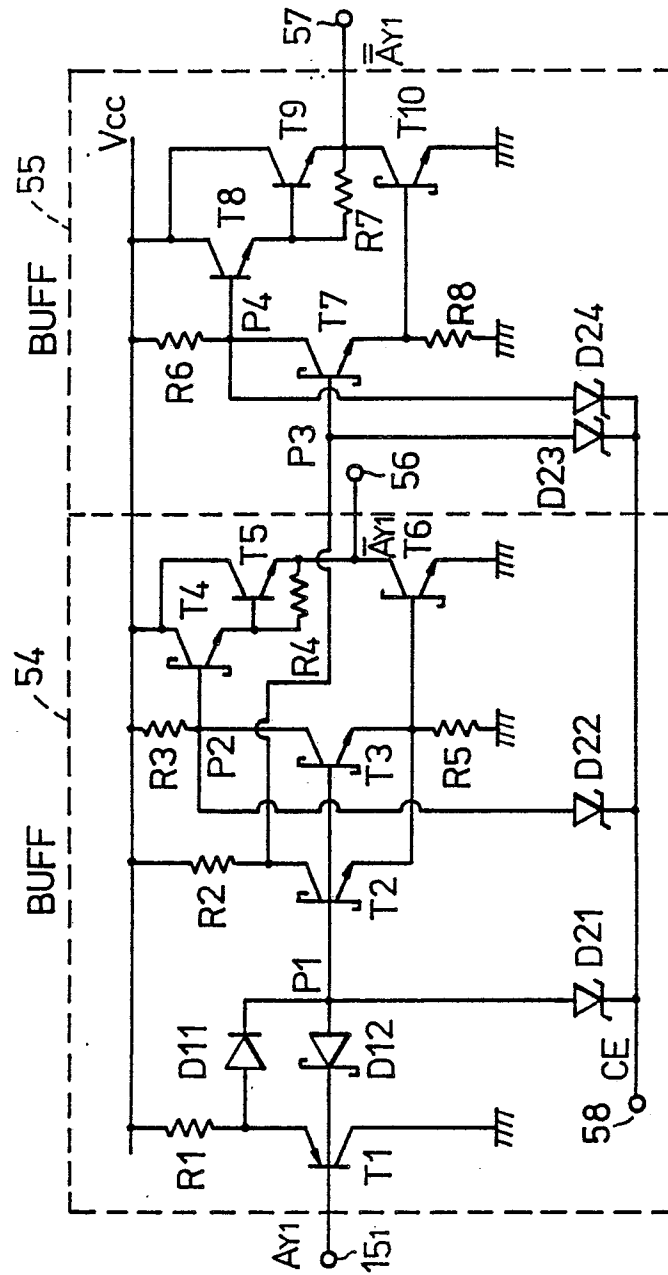 BUFF 54
BUFF 55
Vcc
R1
R2
R3
R6
T4
T5
T8
T9
57
A̿Y1
D11
P1
P2
R4
56
A̅Y1
P3
P4
R7
T10
AY1
151
T1
D12
T2
T3
T6
T7
R5
R8
58
CE
D21
D22
D23
D24